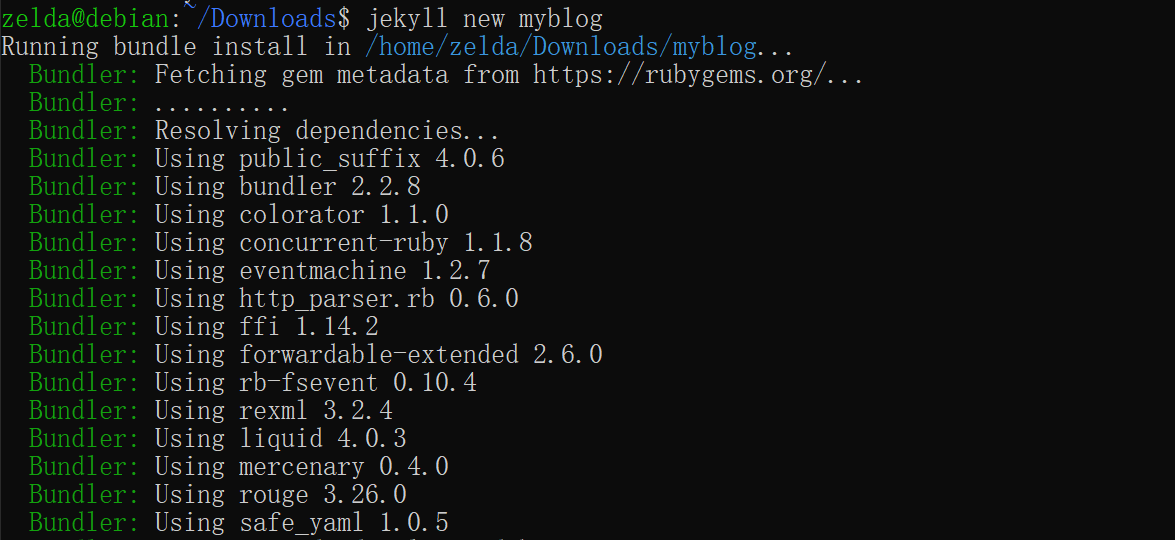 zelda@debian:~/Downloads$ jekyll new myblog
Running bundle install in /home/zelda/Downloads/myblog...
  Bundler: Fetching gem metadata from https://rubygems.org/...
  Bundler: ..........
  Bundler: Resolving dependencies...
  Bundler: Using public_suffix 4.0.6
  Bundler: Using bundler 2.2.8
  Bundler: Using colorator 1.1.0
  Bundler: Using concurrent-ruby 1.1.8
  Bundler: Using eventmachine 1.2.7
  Bundler: Using http_parser.rb 0.6.0
  Bundler: Using ffi 1.14.2
  Bundler: Using forwardable-extended 2.6.0
  Bundler: Using rb-fsevent 0.10.4
  Bundler: Using rexml 3.2.4
  Bundler: Using liquid 4.0.3
  Bundler: Using mercenary 0.4.0
  Bundler: Using rouge 3.26.0
  Bundler: Using safe_yaml 1.0.5